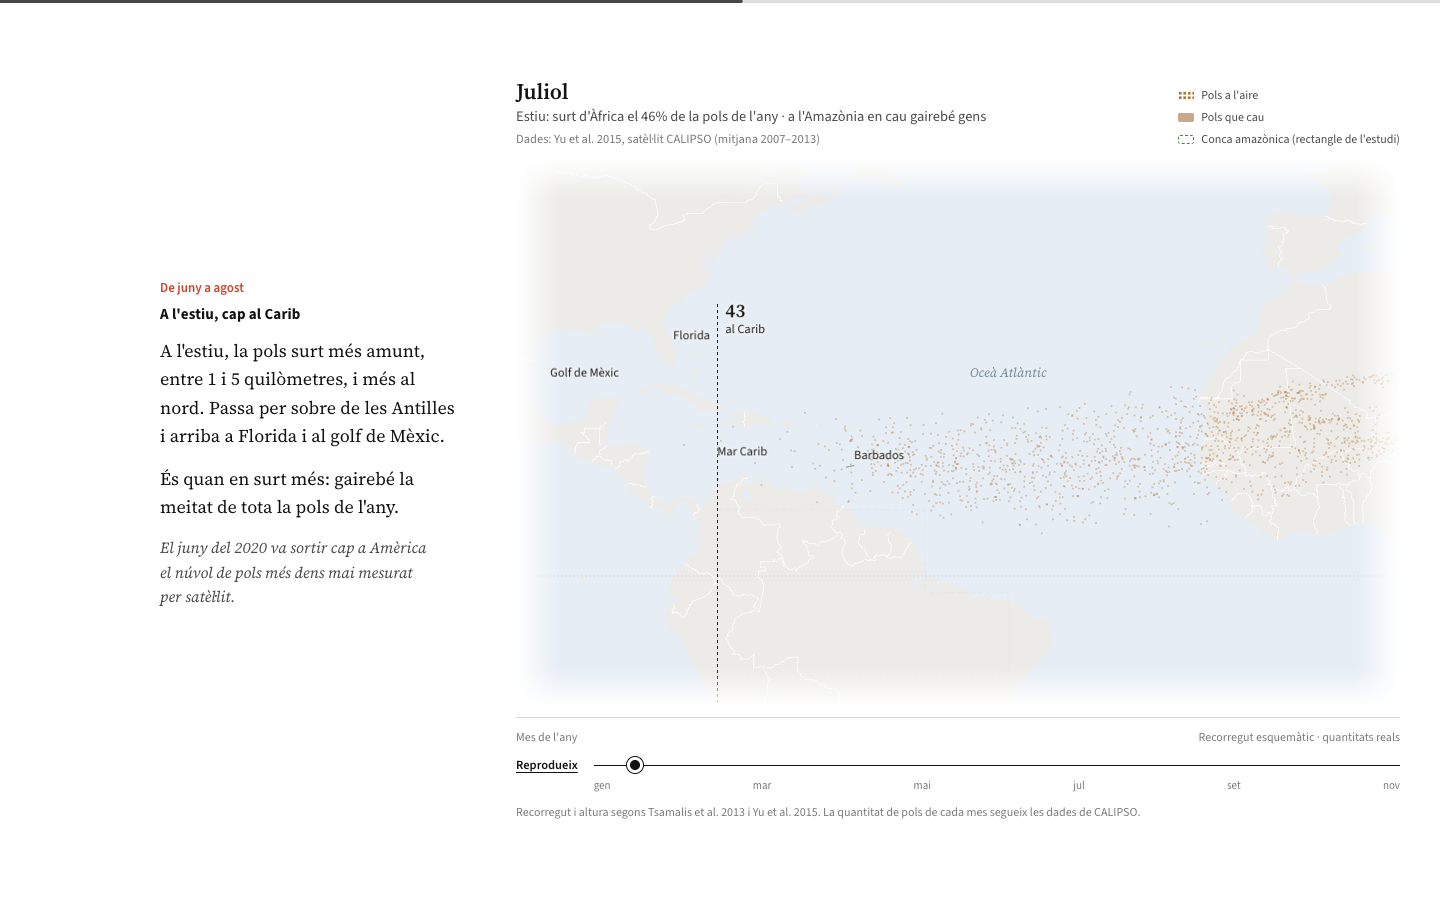 Juliol
Estiu: surt d'Àfrica el 46% de la pols de l'any · a l'Amazònia en cau gairebé gens
Dades: Yu et al. 2015, satèl·lit CALIPSO (mitjana 2007–2013)
Pols a l'aire
Pols que cau
Conca amazònica (rectangle de l'estudi)
De juny a agost
A l'estiu, cap al Carib
A l'estiu, la pols surt més amunt,
entre 1 i 5 quilòmetres, i més al
nord. Passa per sobre de les Antilles
i arriba a Florida i al golf de Mèxic.
És quan en surt més: gairebé la
meitat de tota la pols de l'any.
El juny del 2020 va sortir cap a Amèrica
el núvol de pols més dens mai mesurat
per satèl·lit.
43
al Carib
Florida
Golf de Mèxic
Oceà Atlàntic
Mar Carib
Barbados
Mes de l'any
Recorregut esquemàtic · quantitats reals
Reprodueix
gen mar mai jul set nov
Recorregut i altura segons Tsamalis et al. 2013 i Yu et al. 2015. La quantitat de pols de cada mes segueix les dades de CALIPSO.